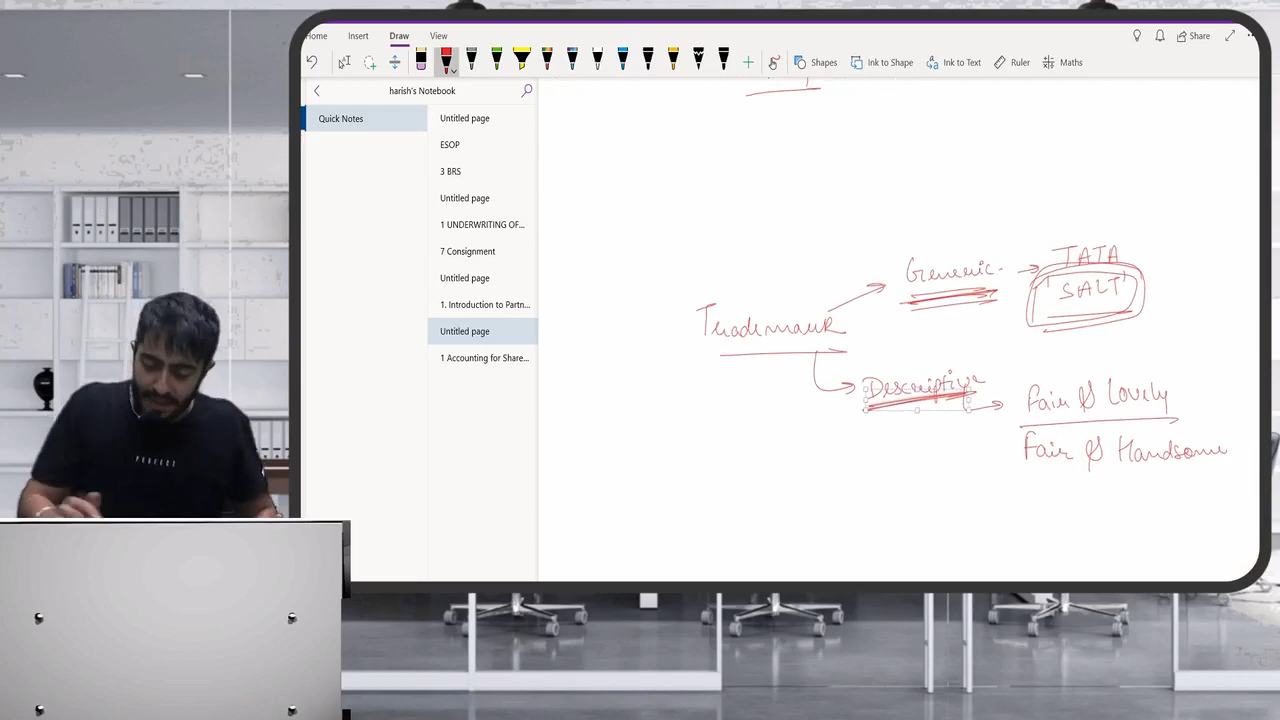 Home Insert Draw View
Share
Shapes Ink to Shape Ink to Text Ruler Maths
harish's Notebook
Quick Notes
Untitled page
ESOP
3 BRS
Untitled page
1 UNDERWRITING OF...
7 Consignment
Untitled page
1. Introduction to Partn...
Untitled page
1 Accounting for Share...
Trademark
Generic
TATA
'SALT'
Descriptive
Fair & Lovely
Fair & Handsome
PERFECT